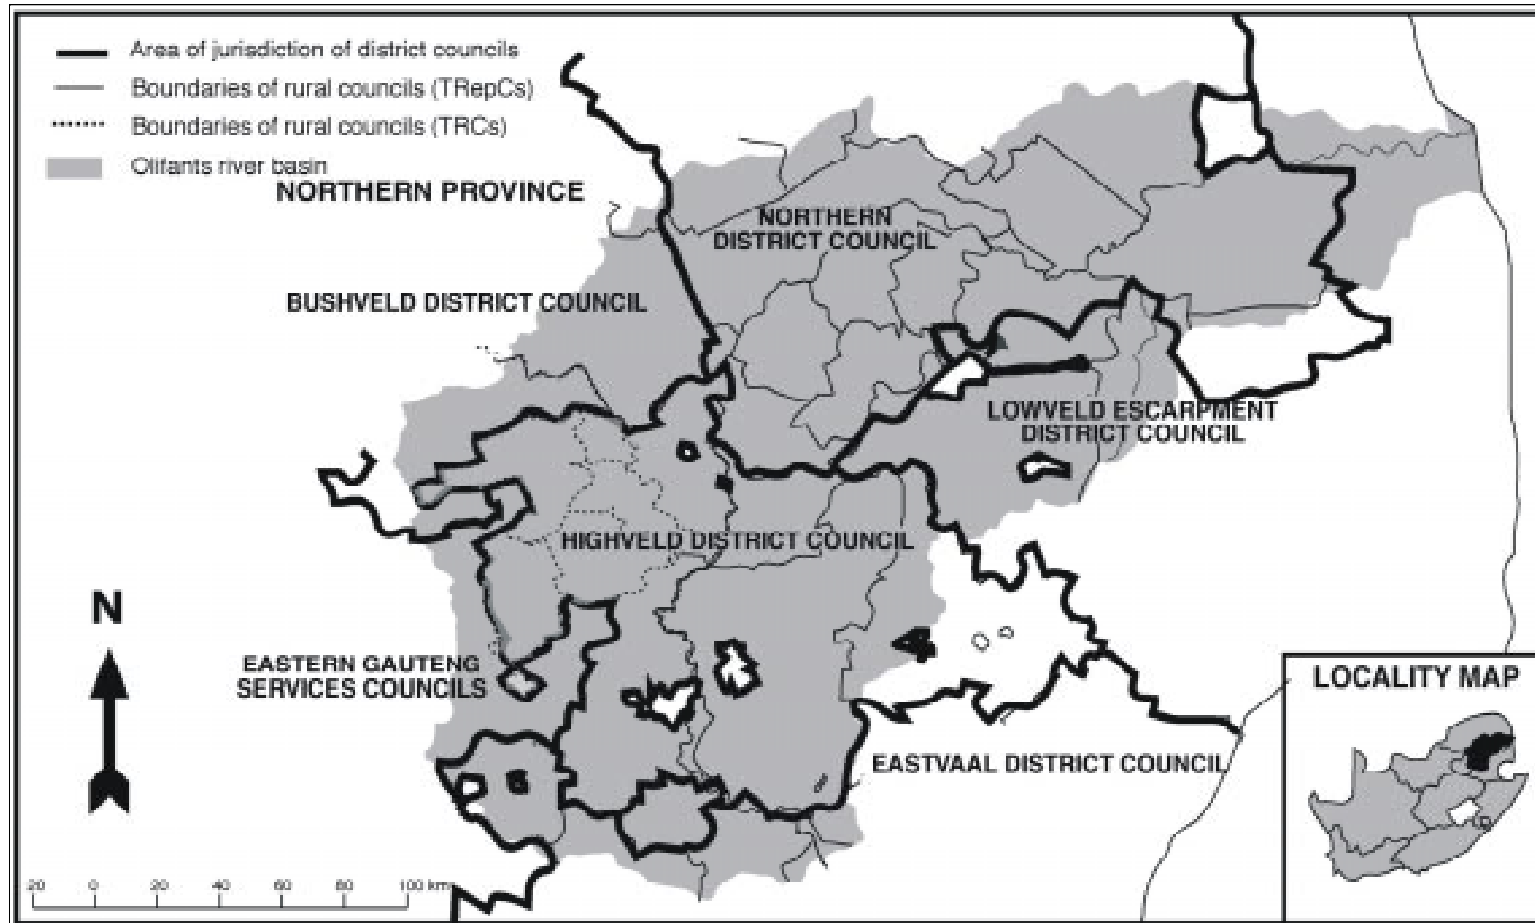 Area of jurisdiction of district councils
Boundaries of rural councils (TRepCs)
Boundaries of rural councils (TRCs)
Olifants river basin
NORTHERN PROVINCE
NORTHERN
DISTRICT COUNCIL
BUSHVELD DISTRICT COUNCIL
LOWVELD ESCARPMENT
DISTRICT COUNCIL
HIGHVELD DISTRICT COUNCIL
N
EASTERN GAUTENG
SERVICES COUNCILS
LOCALITY MAP
EASTVAAL DISTRICT COUNCIL
20 0 20 40 60 80 100 km